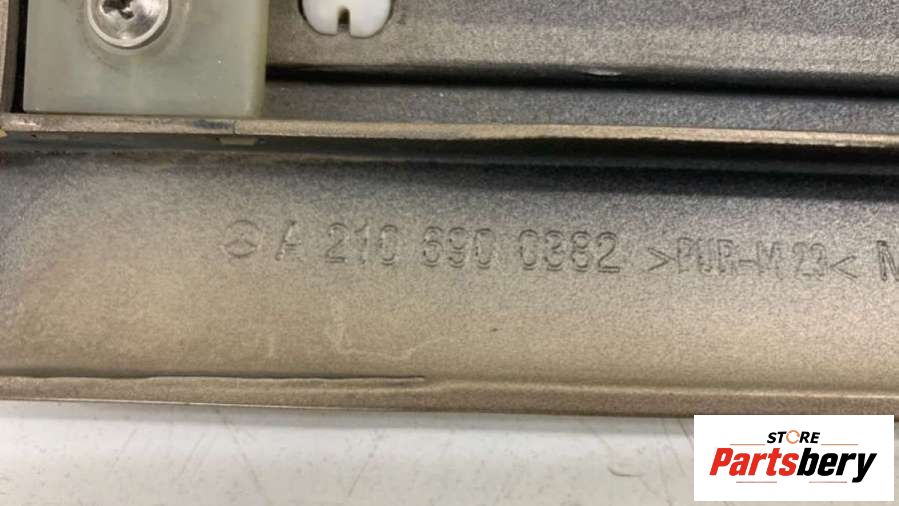 A 210 690 0382 >PUR-M 23< M
STORE
Partsbery